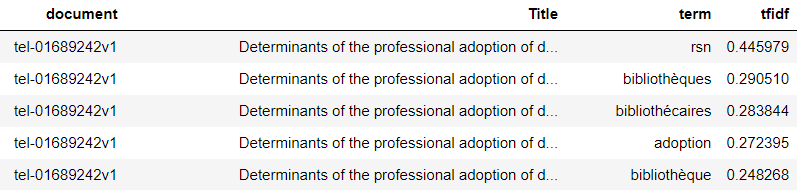 document Title term tfidf
tel-01689242v1 Determinants of the professional adoption of d... rsn 0.445979
tel-01689242v1 Determinants of the professional adoption of d... bibliothèques 0.290510
tel-01689242v1 Determinants of the professional adoption of d... bibliothécaires 0.283844
tel-01689242v1 Determinants of the professional adoption of d... adoption 0.272395
tel-01689242v1 Determinants of the professional adoption of d... bibliothèque 0.248268